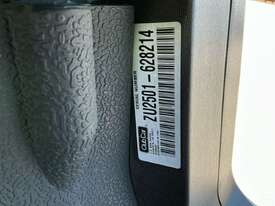 SERIAL NUMBER
ZU2501-628214
Club Car